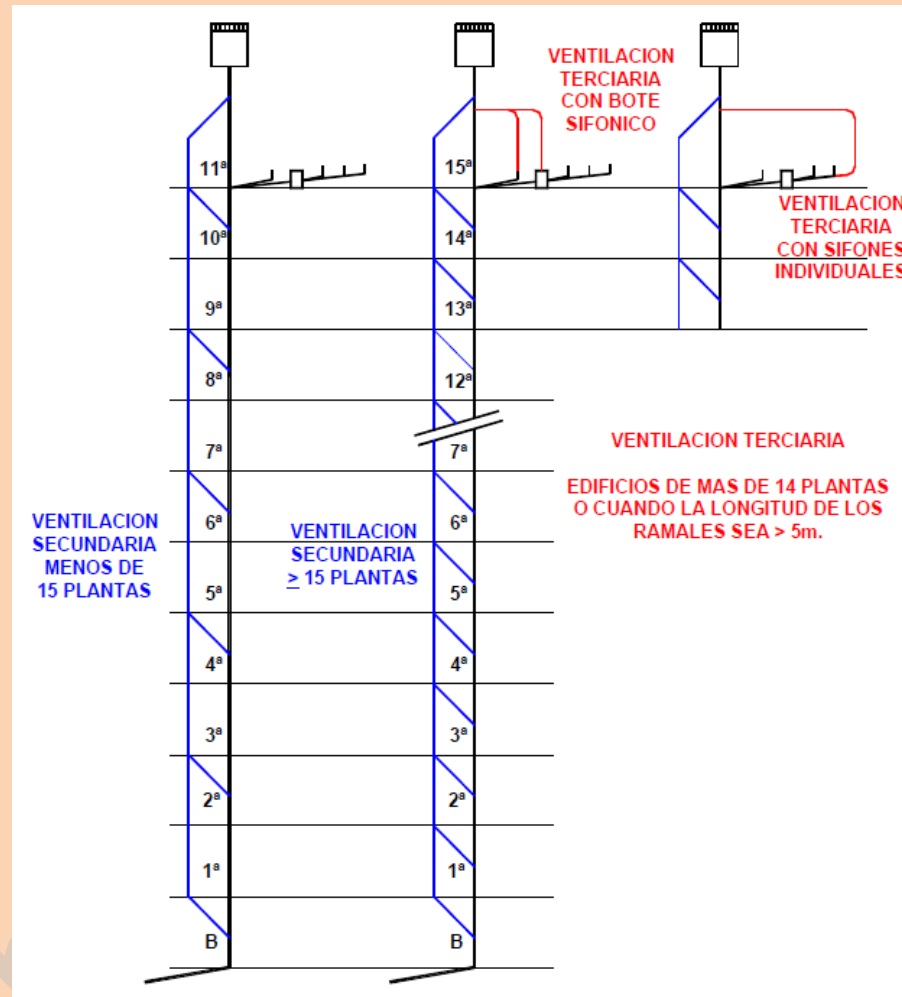 VENTILACION
TERCIARIA
CON BOTE
SIFONICO
11ª
10ª
9ª
8ª
7ª
6ª
5ª
4ª
3ª
2ª
1ª
B
VENTILACION
SECUNDARIA
MENOS DE
15 PLANTAS
15ª
14ª
13ª
12ª
7ª
6ª
5ª
4ª
3ª
2ª
1ª
B
VENTILACION
SECUNDARIA
≥ 15 PLANTAS
VENTILACION
TERCIARIA
CON SIFONES
INDIVIDUALES
VENTILACION TERCIARIA
EDIFICIOS DE MAS DE 14 PLANTAS
O CUANDO LA LONGITUD DE LOS
RAMALES SEA > 5m.